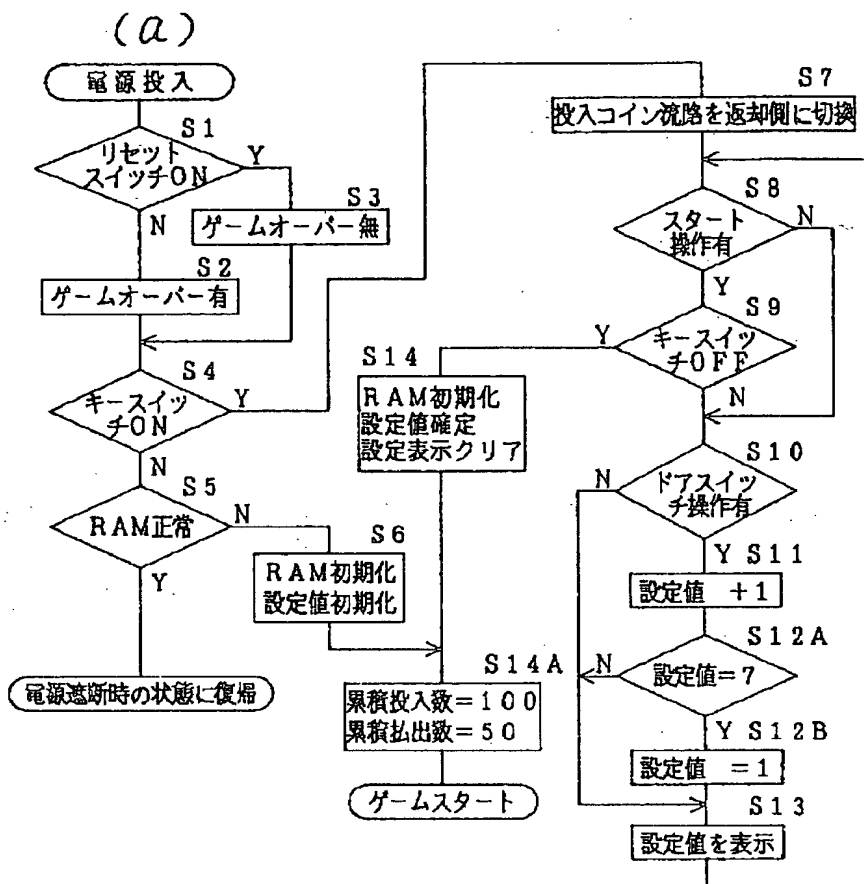 (a)
電源投入
S1
リセット
スイッチON
Y
N
S3
ゲームオーバー無
S2
ゲームオーバー有
S4
キースイッ
チON
Y
N
S5
RAM正常
N
Y
S6
RAM初期化
設定値初期化
電源遮断時の状態に復帰
S7
投入コイン流路を返却側に切換
S8
スタート
操作有
N
Y
S9
キースイッ
チOFF
Y
N
S14
RAM初期化
設定値確定
設定表示クリア
S10
ドアスイッ
チ操作有
N
Y S11
設定値 +1
S12A
設定値=7
N
Y S12B
設定値 =1
S13
設定値を表示
S14A
累積投入数=100
累積払出数=50
ゲームスタート